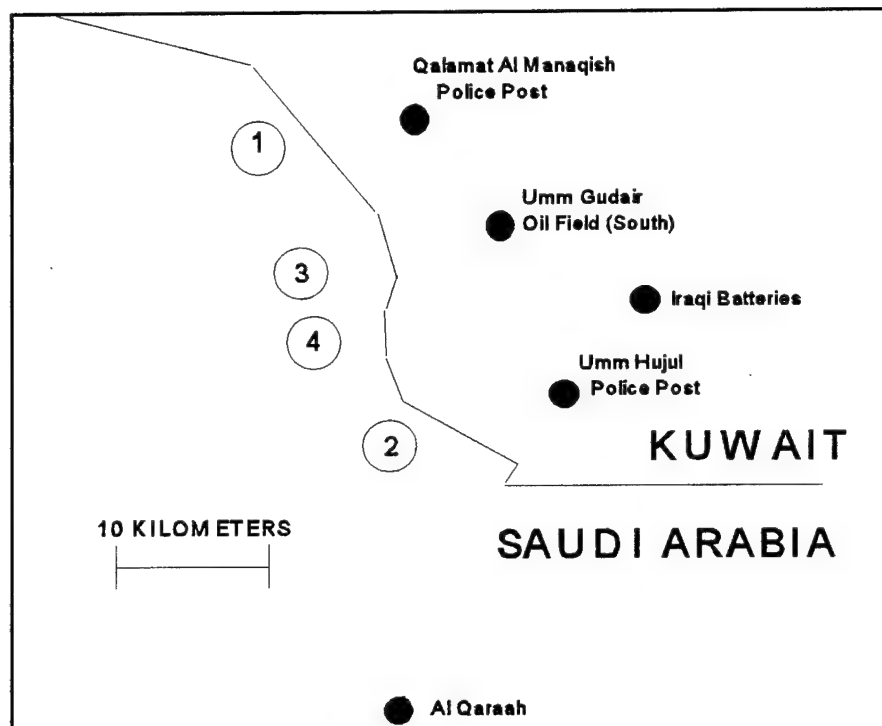 Qalamat Al Manaqish
Police Post
1
Umm Gudair
Oil Field (South)
3
Iraqi Batteries
4
Umm Hujul
Police Post
2
KUWAIT
10 KILOMETERS
SAUDI ARABIA
Al Qaraah